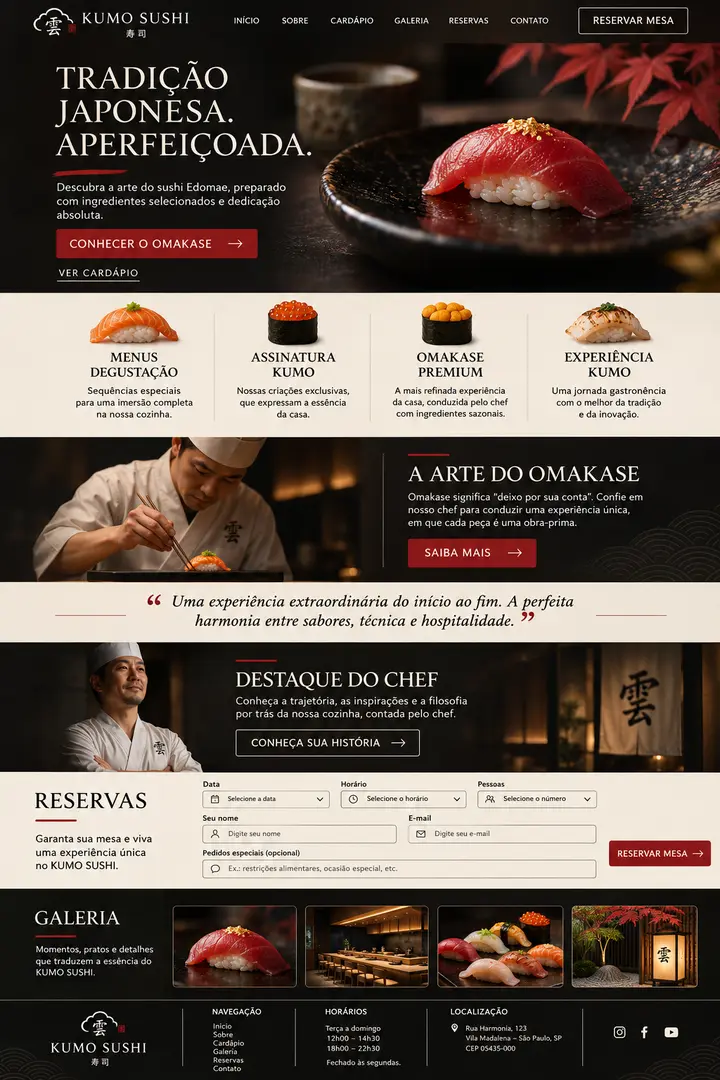 雲 KUMO SUSHI
寿司
INÍCIO SOBRE CARDÁPIO GALERIA RESERVAS CONTATO RESERVAR MESA
TRADIÇÃO
JAPONESA.
APERFEIÇOADA.
Descubra a arte do sushi Edomae, preparado
com ingredientes selecionados e dedicação
absoluta.
CONHECER O OMAKASE →
VER CARDÁPIO
MENUS
DEGUSTAÇÃO
Sequências especiais
para uma imersão completa
na nossa cozinha.
ASSINATURA
KUMO
Nossas criações exclusivas,
que expressam a essência
da casa.
OMAKASE
PREMIUM
A mais refinada experiência
da casa, conduzida pelo chef
com ingredientes sazonais.
EXPERIÊNCIA
KUMO
Uma jornada gastronência
com o melhor da tradição
e da inovação.
雲
A ARTE DO OMAKASE
Omakase significa “deixo por sua conta”. Confie em
nosso chef para conduzir uma experiência única,
em que cada peça é uma obra-prima.
SAIBA MAIS →
“ Uma experiência extraordinária do início ao fim. A perfeita
harmonia entre sabores, técnica e hospitalidade. ”
雲
DESTAQUE DO CHEF
Conheça a trajetória, as inspirações e a filosofia
por trás da nossa cozinha, contada pelo chef.
CONHEÇA SUA HISTÓRIA →
雲
RESERVAS
Garanta sua mesa e viva
uma experiência única
no KUMO SUSHI.
Data Horário Pessoas
Selecione a data Selecione o horário Selecione o número
Seu nome E-mail
Digite seu nome Digite seu e-mail
Pedidos especiais (opcional)
Ex.: restrições alimentares, ocasião especial, etc.
RESERVAR MESA →
GALERIA
Momentos, pratos e detalhes
que traduzem a essência do
KUMO SUSHI.
雲
雲
KUMO SUSHI
寿司
NAVEGAÇÃO
Início
Sobre
Cardápio
Galeria
Reservas
Contato
HORÁRIOS
Terça a domingo
12h00 – 14h30
18h00 – 22h30
Fechado às segundas.
LOCALIZAÇÃO
Rua Harmonia, 123
Vila Madalena – São Paulo, SP
CEP 05435-000